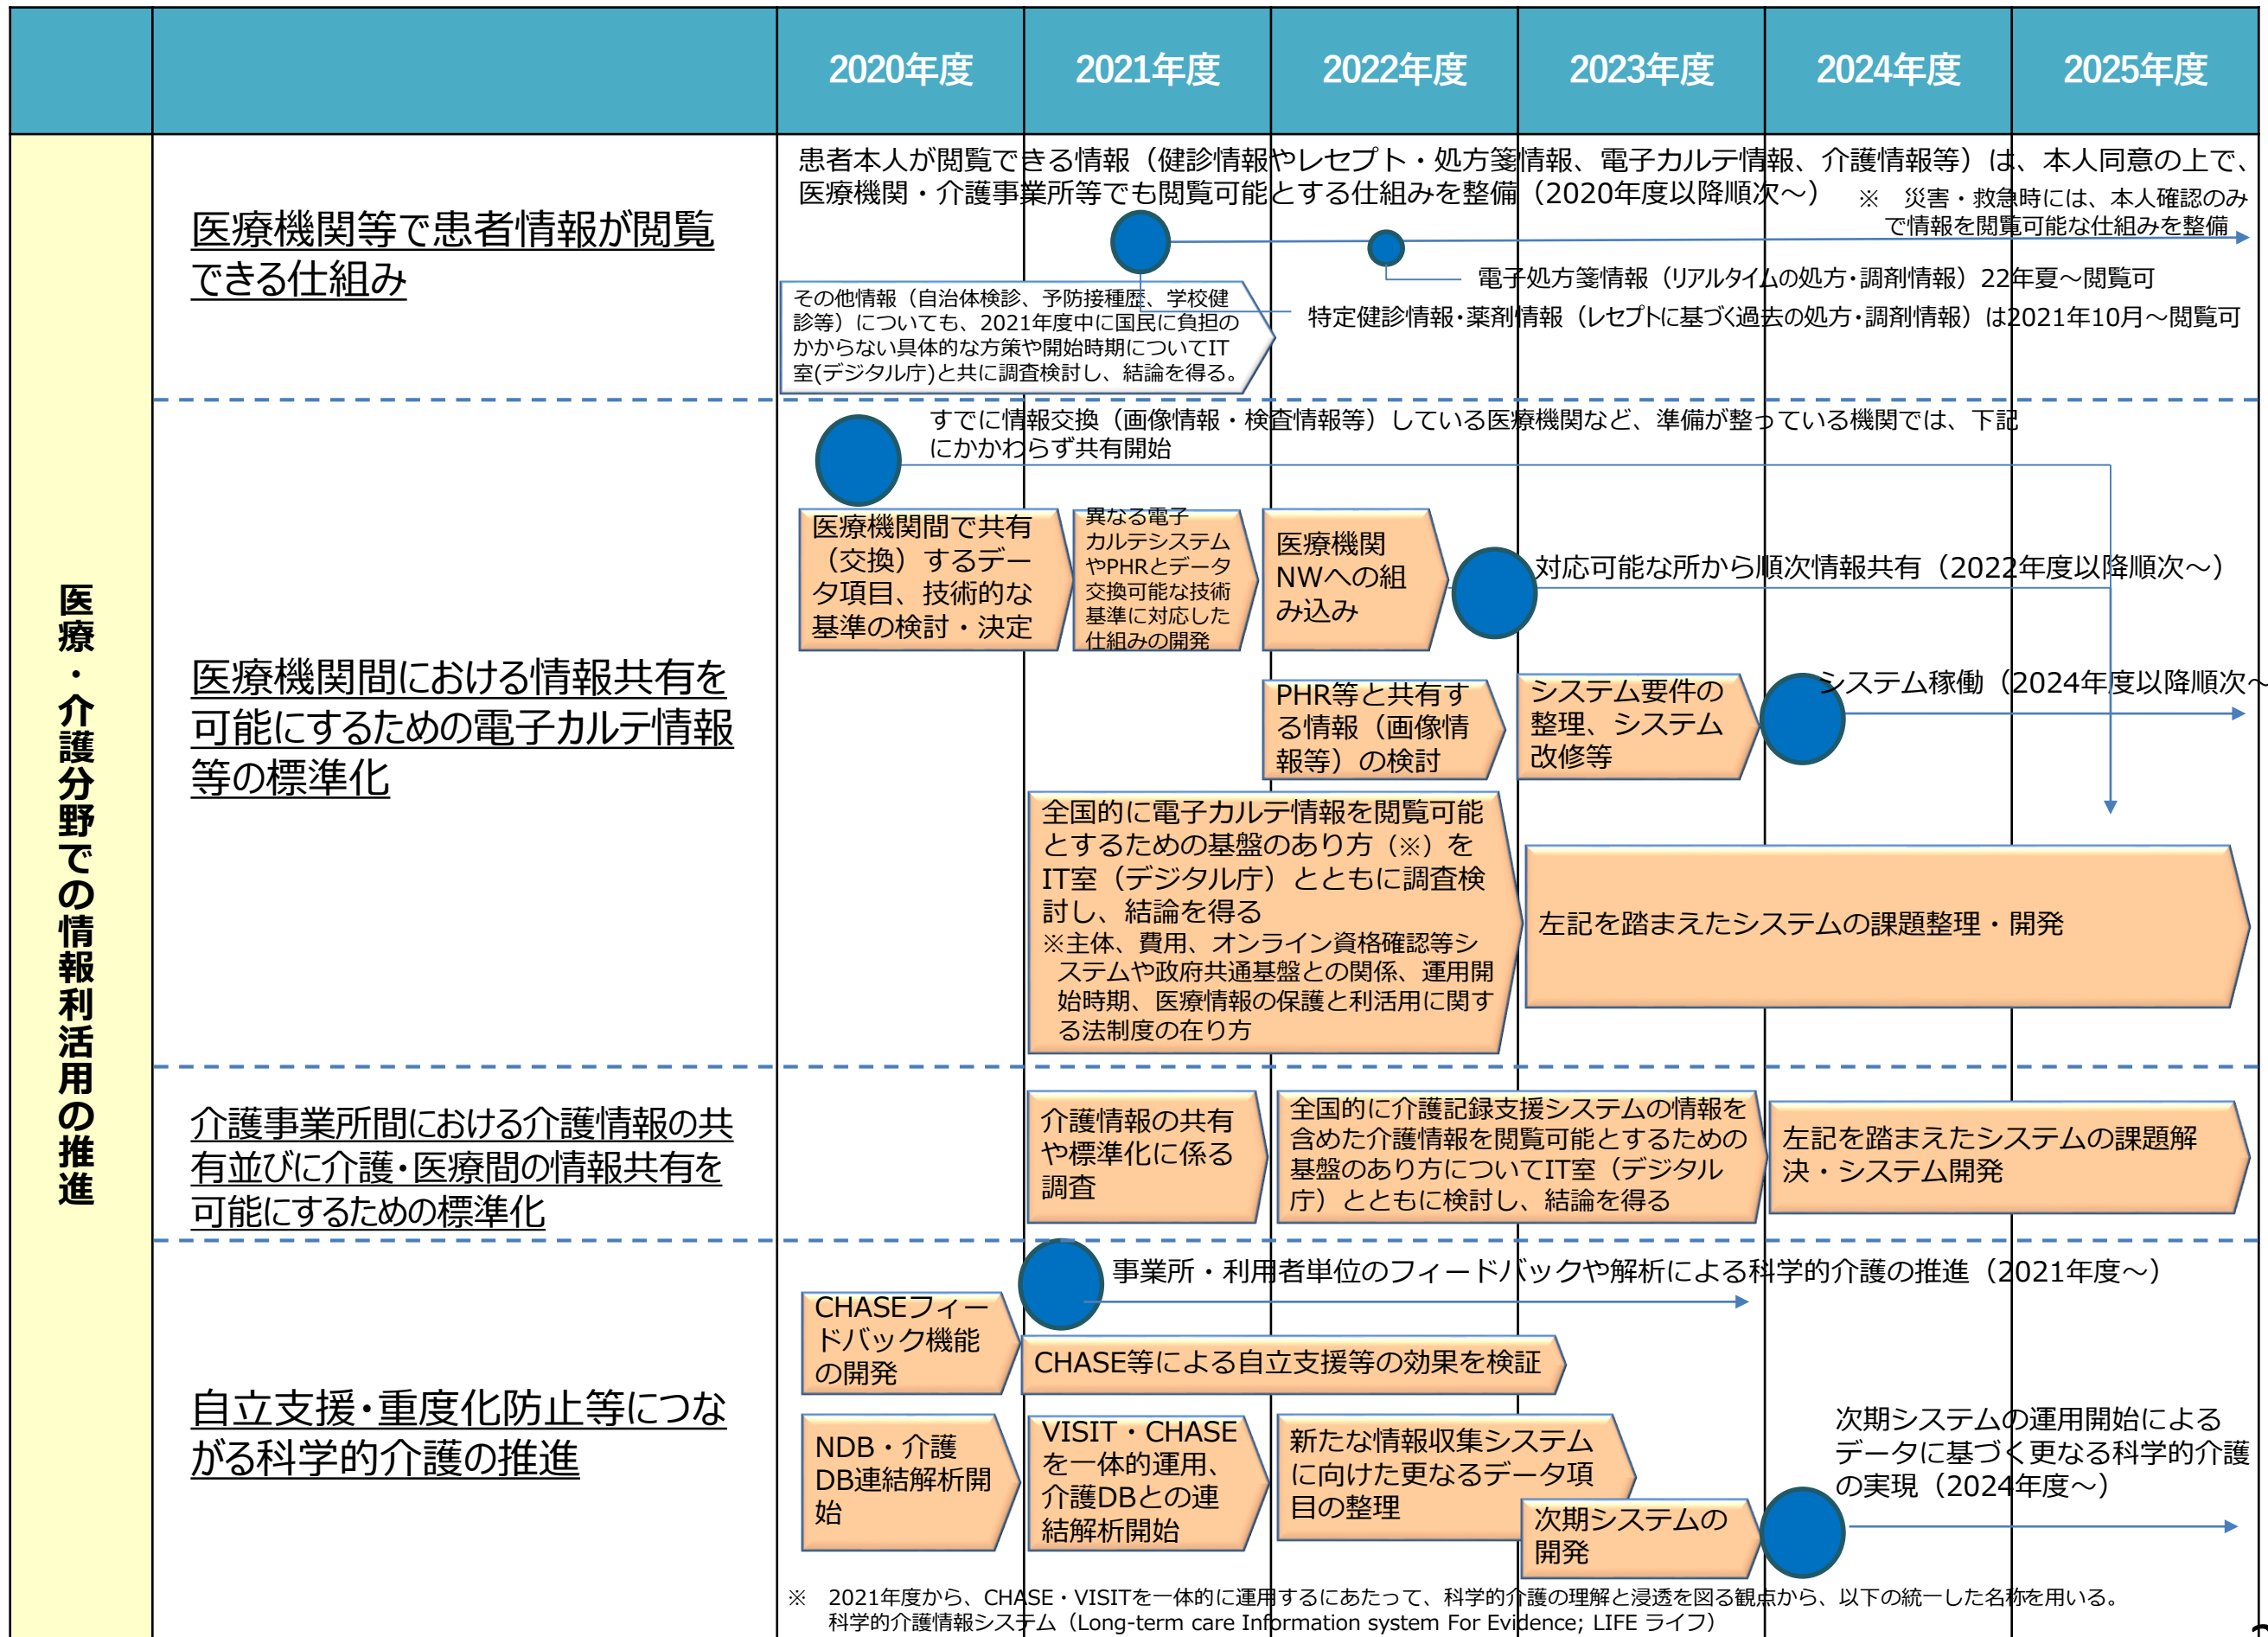 2020年度
2021年度
2022年度
2023年度
2024年度
2025年度
医療・介護分野での情報利活用の推進
医療機関等で患者情報が閲覧
できる仕組み
患者本人が閲覧できる情報（健診情報やレセプト・処方箋情報、電子カルテ情報、介護情報等）は、本人同意の上で、
医療機関・介護事業所等でも閲覧可能とする仕組みを整備（2020年度以降順次～）
※　災害・救急時には、本人確認のみ
で情報を閲覧可能な仕組みを整備
電子処方箋情報（リアルタイムの処方・調剤情報）22年夏～閲覧可
特定健診情報・薬剤情報（レセプトに基づく過去の処方・調剤情報）は2021年10月～閲覧可
その他情報（自治体検診、予防接種歴、学校健
診等）についても、2021年度中に国民に負担の
かからない具体的な方策や開始時期についてIT
室(デジタル庁)と共に調査検討し、結論を得る。
医療機関間における情報共有を
可能にするための電子カルテ情報
等の標準化
すでに情報交換（画像情報・検査情報等）している医療機関など、準備が整っている機関では、下記
にかかわらず共有開始
医療機関間で共有
（交換）するデー
タ項目、技術的な
基準の検討・決定
異なる電子
カルテシステム
やPHRとデータ
交換可能な技術
基準に対応した
仕組みの開発
医療機関
NWへの組
み込み
対応可能な所から順次情報共有（2022年度以降順次～）
PHR等と共有す
る情報（画像情
報等）の検討
システム要件の
整理、システム
改修等
システム稼働（2024年度以降順次～
全国的に電子カルテ情報を閲覧可能
とするための基盤のあり方（※）を
IT室（デジタル庁）とともに調査検
討し、結論を得る
※主体、費用、オンライン資格確認等シ
ステムや政府共通基盤との関係、運用開
始時期、医療情報の保護と利活用に関す
る法制度の在り方
左記を踏まえたシステムの課題整理・開発
介護事業所間における介護情報の共
有並びに介護・医療間の情報共有を
可能にするための標準化
介護情報の共有
や標準化に係る
調査
全国的に介護記録支援システムの情報を
含めた介護情報を閲覧可能とするための
基盤のあり方についてIT室（デジタル
庁）とともに検討し、結論を得る
左記を踏まえたシステムの課題解
決・システム開発
自立支援・重度化防止等につな
がる科学的介護の推進
事業所・利用者単位のフィードバックや解析による科学的介護の推進（2021年度～）
CHASEフィー
ドバック機能
の開発
CHASE等による自立支援等の効果を検証
NDB・介護
DB連結解析開
始
VISIT・CHASE
を一体的運用、
介護DBとの連
結解析開始
新たな情報収集システム
に向けた更なるデータ項
目の整理
次期システムの
開発
次期システムの運用開始による
データに基づく更なる科学的介護
の実現（2024年度～）
※　2021年度から、CHASE・VISITを一体的に運用するにあたって、科学的介護の理解と浸透を図る観点から、以下の統一した名称を用いる。
科学的介護情報システム（Long-term care Information system For Evidence; LIFE ライフ）